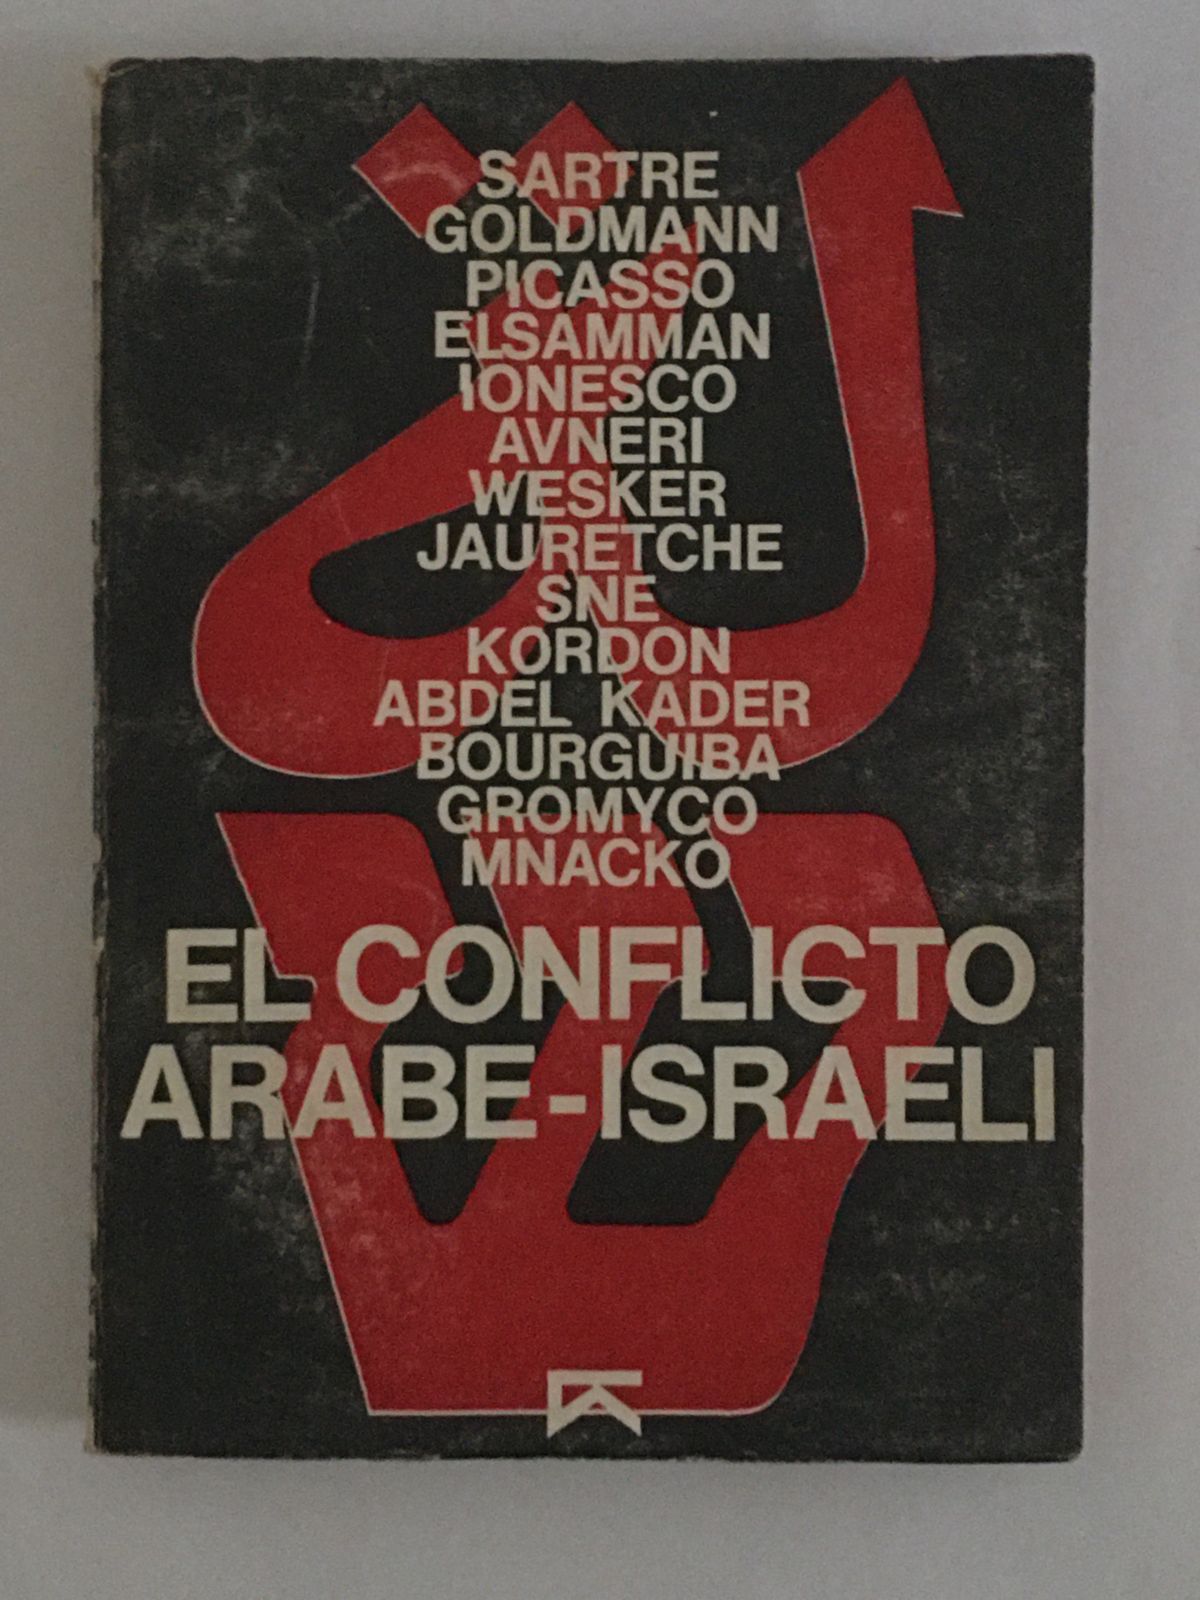 SARTRE
GOLDMANN
PICASSO
ELSAMMAN
IONESCO
AVNERI
WESKER
JAURETCHE
SNE
KORDON
ABDEL KADER
BOURGUIBA
GROMYCO
MNACKO
EL CONFLICTO
ARABE-ISRAELI